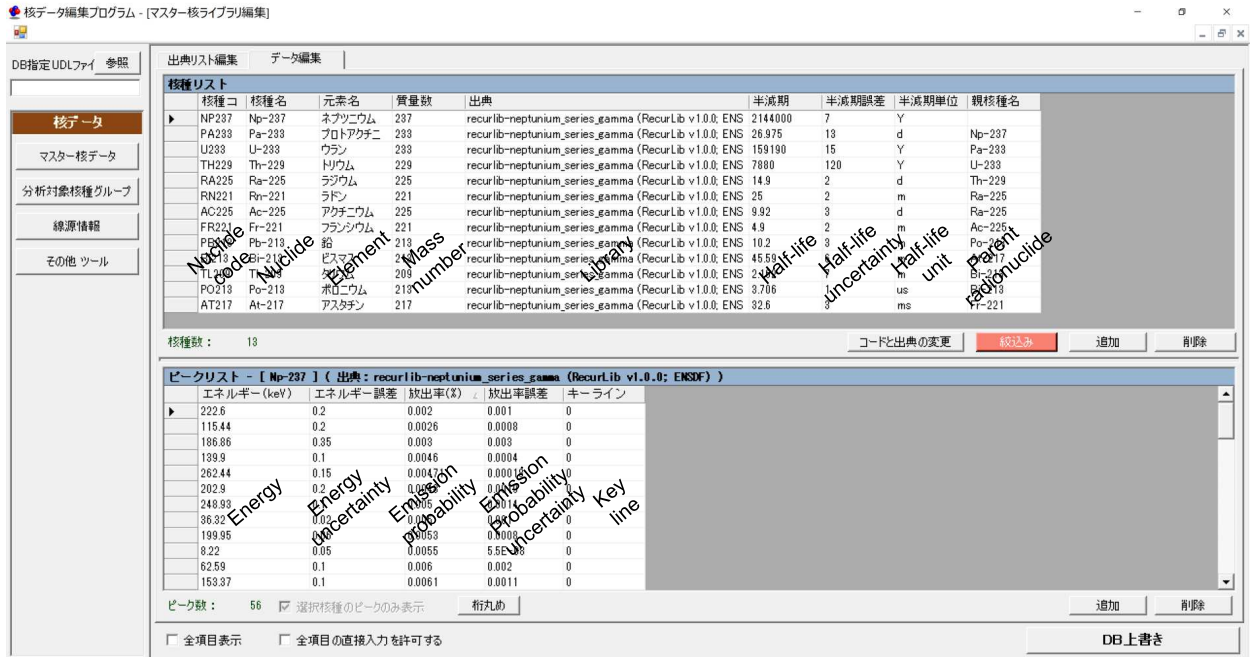 核データ編集プログラム - [マスター核ライブラリ編集]
DB指定UDLファイ 参照
核データ
マスター核データ
分析対象核種グループ
線源情報
その他 ツール
出典リスト編集 データ編集
核種リスト
核種コ 核種名 元素名 質量数 出典 半減期 半減期誤差 半減期単位 親核種名
NP237 Np-237 ネプツニウム 237 recurlib-neptunium_series_gamma (RecurLib v1.0.0; ENS 2144000 7 Y
PA233 Pa-233 プロトアクチニ 233 recurlib-neptunium_series_gamma (RecurLib v1.0.0; ENS 26.975 13 d Np-237
U233 U-233 ウラン 233 recurlib-neptunium_series_gamma (RecurLib v1.0.0; ENS 159190 15 Y Pa-233
TH229 Th-229 トリウム 229 recurlib-neptunium_series_gamma (RecurLib v1.0.0; ENS 7880 120 Y U-233
RA225 Ra-225 ラジウム 225 recurlib-neptunium_series_gamma (RecurLib v1.0.0; ENS 14.9 2 d Th-229
RN221 Rn-221 ラドン 221 recurlib-neptunium_series_gamma (RecurLib v1.0.0; ENS 25 2 m Ra-225
AC225 Ac-225 アクチニウム 225 recurlib-neptunium_series_gamma (RecurLib v1.0.0; ENS 9.92 3 d Ra-225
FR221 Fr-221 フランシウム 221 recurlib-neptunium_series_gamma (RecurLib v1.0.0; ENS 4.9 2 m Ac-225
Pb-213 鉛 213 recurlib-neptunium_series_gamma (RecurLib v1.0.0; ENS 10.2 3
Bi-213 ビスマス recurlib-neptunium_series_gamma (RecurLib v1.0.0; ENS 45.59
209 recurlib-neptunium_series_gamma (RecurLib v1.0.0; ENS m
PO213 Po-213 ポロニウム 213 recurlib-neptunium_series_gamma (RecurLib v1.0.0; ENS 3.706 us
AT217 At-217 アスタチン 217 recurlib-neptunium_series_gamma (RecurLib v1.0.0; ENS 32.6 3 ms Fr-221
Nuclide code
Nuclide
Element
Mass number
Library
Half-life
Half-life uncertainty
Half-life unit
Parent radionuclide
核種数: 13 コードと出典の変更 絞込み 追加 削除
ピークリスト - [ Np-237 ] ( 出典: recurlib-neptunium_series_gamma (RecurLib v1.0.0; ENSDF) )
エネルギー(keV) エネルギー誤差 放出率(%) 放出率誤差 キーライン
222.6 0.2 0.002 0.001 0
115.44 0.2 0.0026 0.0008 0
186.86 0.35 0.003 0.003 0
139.9 0.1 0.0046 0.0004 0
262.44 0.15 0
202.9 0.2
248.93
36.32 0.02 0
199.95 0.0053 0.0008 0
8.22 0.05 0.0055 0
62.59 0.1 0.006 0.002 0
153.37 0.1 0.0061 0.0011 0
Energy
Energy uncertainty
Emission probability
Emission Probability uncertainty
Key line
ピーク数: 56 選択核種のピークのみ表示 桁丸め 追加 削除
全項目表示 全項目の直接入力を許可する DB上書き